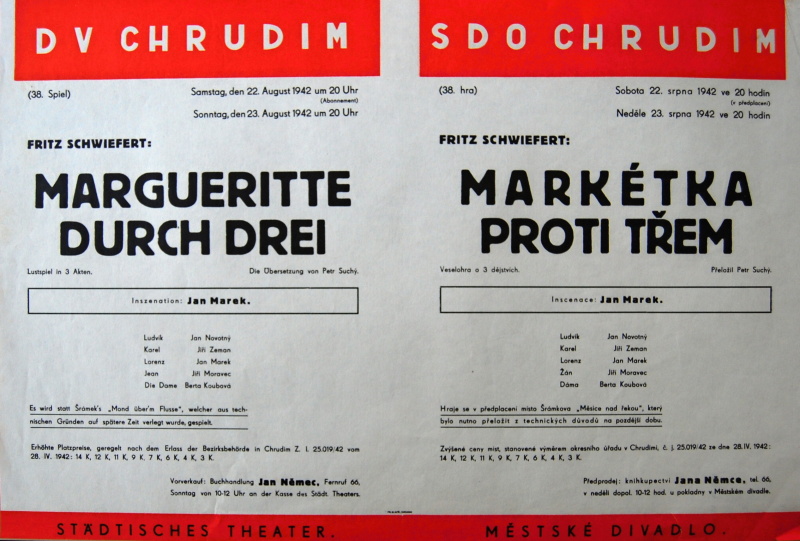 DV CHRUDIM
(38. Spiel)
Samstag, den 22. August 1942 um 20 Uhr
(Abonnement)
Sonntag, den 23. August 1942 um 20 Uhr
FRITZ SCHWIEFERT:
MARGUERITTE
DURCH DREI
Lustspiel in 3 Akten.
Die Übersetzung von Petr Suchý.
Inszenation: Jan Marek.
Ludvik Jan Novotný
Karel Jiří Zeman
Lorenz Jan Marek
Jean Jiří Moravec
Die Dame Berta Koubová
Es wird statt Šrámek's „Mond über'm Flusse", welcher aus tech-
nischen Gründen auf spätere Zeit verlegt wurde, gespielt.
Erhöhte Platzpreise, geregelt nach dem Erlass der Bezirksbehörde in Chrudim Z. I. 25.019/42 vom
28. IV. 1942: 14 K, 12 K, 11 K, 9 K, 7 K, 6 K, 4 K, 3 K.
Vorverkauf: Buchhandlung Jan Němec, Fernruf 66,
Sonntag von 10-12 Uhr an der Kasse des Städt. Theaters.
STÄDTISCHES THEATER.
SDO CHRUDIM
(38. hra)
Sobota 22. srpna 1942 ve 20 hodin
(v předplacení)
Neděle 23. srpna 1942 ve 20 hodin
FRITZ SCHWIEFERT:
MARKÉTKA
PROTI TŘEM
Veselohra o 3 dějstvích.
Přeložil Petr Suchý.
Inscenace: Jan Marek.
Ludvik Jan Novotný
Karel Jiří Zeman
Lorenz Jan Marek
Žán Jiří Moravec
Dáma Berta Koubová
Hraje se v předplacení místo Šrámkova „Měsíce nad řekou", který
bylo nutno přeložit z technických důvodů na pozdější dobu.
Zvýšené ceny míst, stanovené výměrem okresního úřadu v Chrudimi, č. j. 25.019/42 ze dne 28. IV. 1942:
14 K, 12 K, 11 K, 9 K, 7 K, 6 K, 4 K, 3 K.
Předprodej: knihkupectví Jana Němce, tel. 66,
v neděli dopol. 10-12 hod. u pokladny v Městském divadle.
MĚSTSKÉ DIVADLO.